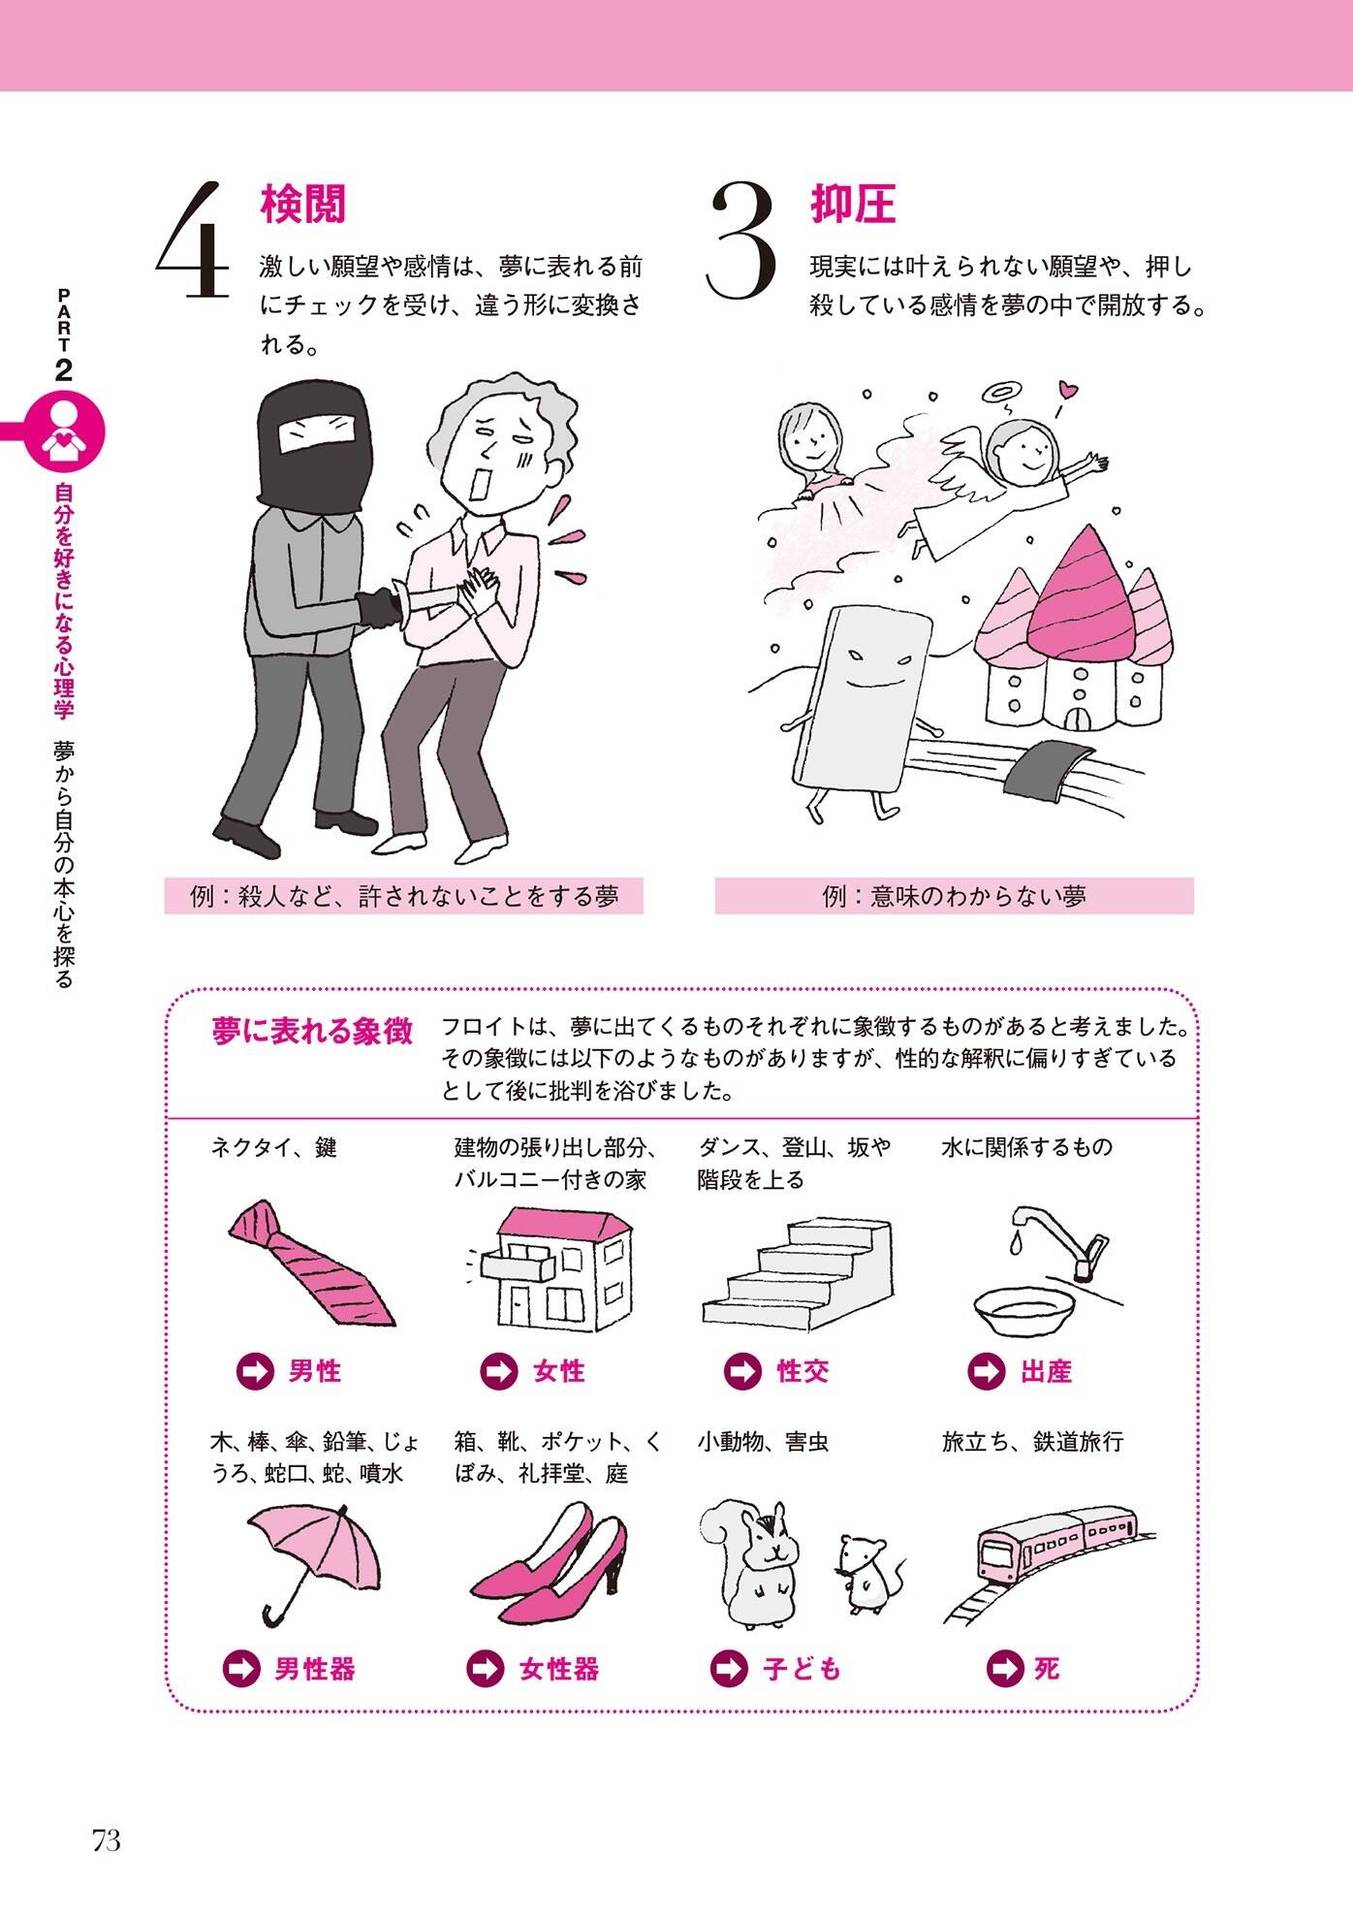 PART 2
自分を好きになる心理学 夢から自分の本心を探る
3
抑圧
現実には叶えられない願望や、押し
殺している感情を夢の中で開放する。
例：意味のわからない夢
4
検閲
激しい願望や感情は、夢に表れる前
にチェックを受け、違う形に変換さ
れる。
例：殺人など、許されないことをする夢
夢に表れる象徴
フロイトは、夢に出てくるものそれぞれに象徴するものがあると考えました。
その象徴には以下のようなものがありますが、性的な解釈に偏りすぎている
として後に批判を浴びました。
ネクタイ、鍵
男性
建物の張り出し部分、
バルコニー付きの家
女性
ダンス、登山、坂や
階段を上る
性交
水に関係するもの
出産
木、棒、傘、鉛筆、じょ
うろ、蛇口、蛇、噴水
男性器
箱、靴、ポケット、く
ぼみ、礼拝堂、庭
女性器
小動物、害虫
子ども
旅立ち、鉄道旅行
死
73